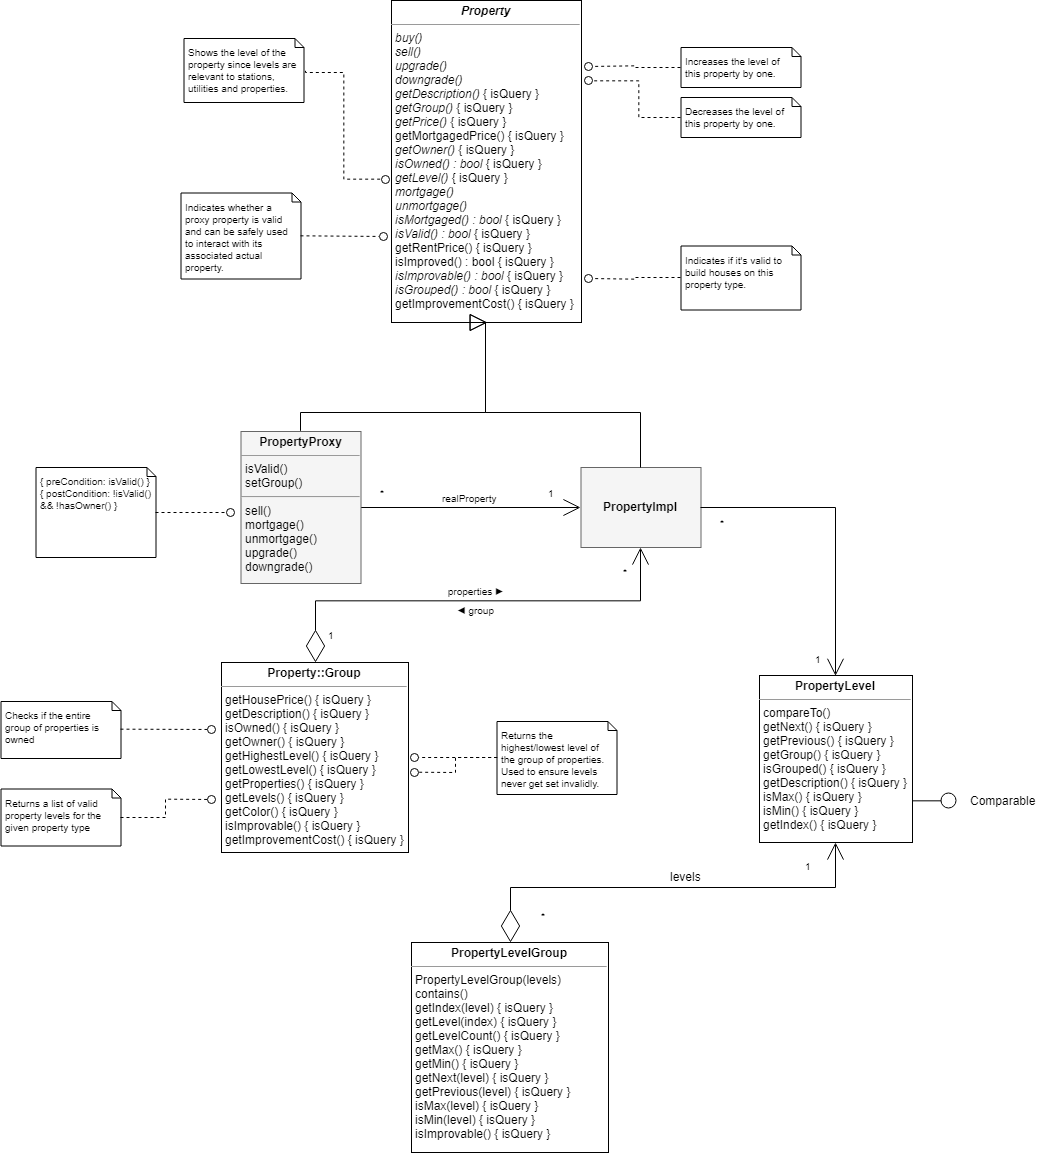 Property
buy()
sell()
upgrade()
downgrade()
getDescription() { isQuery }
getGroup() { isQuery }
getPrice() { isQuery }
getMortgagedPrice() { isQuery }
getOwner() { isQuery }
isOwned() : bool { isQuery }
getLevel() { isQuery }
mortgage()
unmortgage()
isMortgaged() : bool { isQuery }
isValid() : bool { isQuery }
getRentPrice() { isQuery }
isImproved() : bool { isQuery }
isImprovable() : bool { isQuery }
isGrouped() : bool { isQuery }
getImprovementCost() { isQuery }
Shows the level of the
property since levels are
relevant to stations,
utilities and properties.
Indicates whether a
proxy property is valid
and can be safely used
to interact with its
associated actual
property.
Increases the level of
this property by one.
Decreases the level of
this property by one.
Indicates if it's valid to
build houses on this
property type.
PropertyProxy
isValid()
setGroup()
sell()
mortgage()
unmortgage()
upgrade()
downgrade()
{ preCondition: isValid() }
{ postCondition: !isValid()
&& !hasOwner() }
*
realProperty
1
PropertyImpl
*
*
properties ►
◄ group
1
Property::Group
getHousePrice() { isQuery }
getDescription() { isQuery }
isOwned() { isQuery }
getOwner() { isQuery }
getHighestLevel() { isQuery }
getLowestLevel() { isQuery }
getProperties() { isQuery }
getLevels() { isQuery }
getColor() { isQuery }
isImprovable() { isQuery }
getImprovementCost() { isQuery }
Checks if the entire
group of properties is
owned
Returns a list of valid
property levels for the
given property type
Returns the
highest/lowest level of
the group of properties.
Used to ensure levels
never get set invalidly.
1
PropertyLevel
compareTo()
getNext() { isQuery }
getPrevious() { isQuery }
getGroup() { isQuery }
isGrouped() { isQuery }
getDescription() { isQuery }
isMax() { isQuery }
isMin() { isQuery }
getIndex() { isQuery }
Comparable
1
levels
*
PropertyLevelGroup
PropertyLevelGroup(levels)
contains()
getIndex(level) { isQuery }
getLevel(index) { isQuery }
getLevelCount() { isQuery }
getMax() { isQuery }
getMin() { isQuery }
getNext(level) { isQuery }
getPrevious(level) { isQuery }
isMax(level) { isQuery }
isMin(level) { isQuery }
isImprovable() { isQuery }